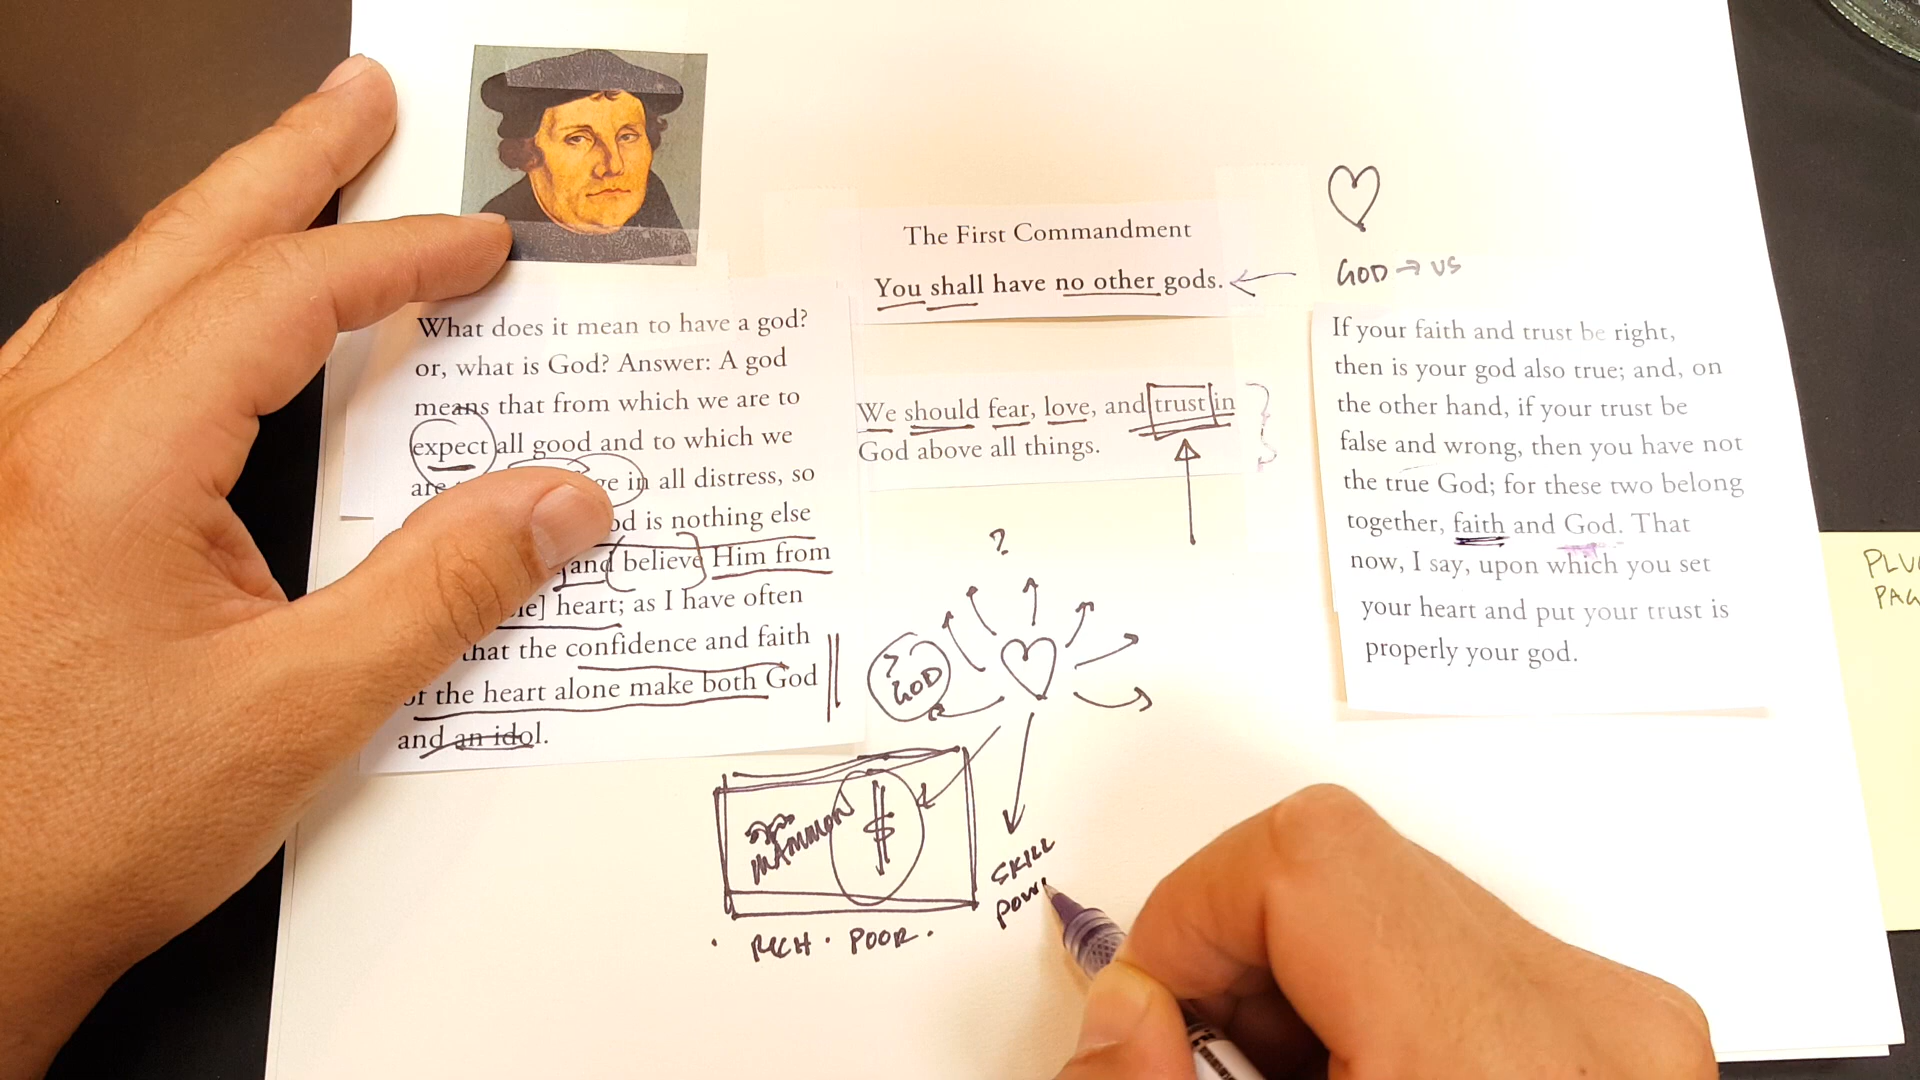 The First Commandment
You shall have no other gods.
GOD → US
What does it mean to have a god?
or, what is God? Answer: A god
means that from which we are to
expect all good and to which we
are in all distress, so
is nothing else
and believe Him from
heart; as I have often
that the confidence and faith
of the heart alone make both God
and an idol.
We should fear, love, and trust in
God above all things.
If your faith and trust be right,
then is your god also true; and, on
the other hand, if your trust be
false and wrong, then you have not
the true God; for these two belong
together, faith and God. That
now, I say, upon which you set
your heart and put your trust is
properly your god.
?
? GOD
MAMMON $
· RICH · POOR ·
SKILL
POW